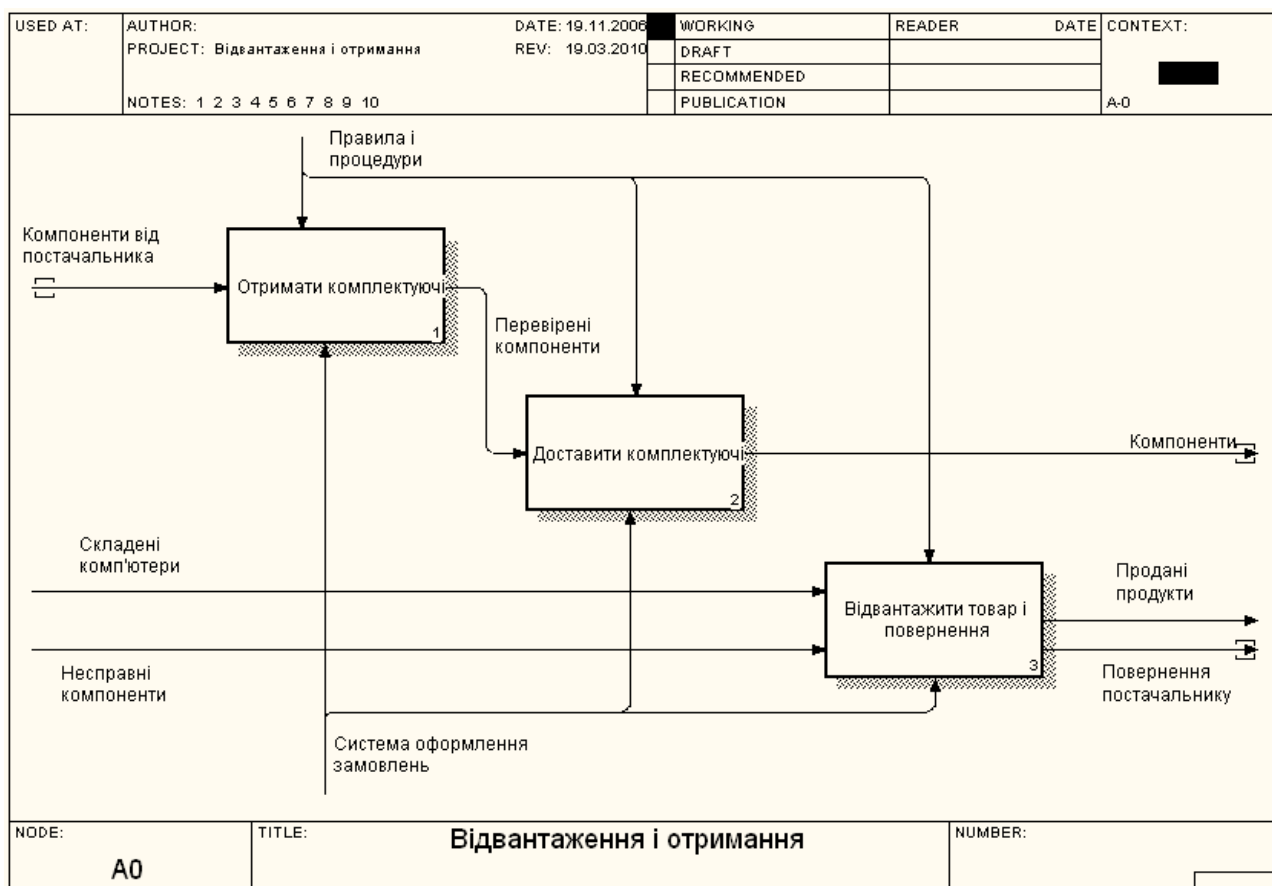 USED AT:
AUTHOR:
DATE: 19.11.2006
WORKING
READER
DATE
CONTEXT:
PROJECT: Відвантаження і отримання
REV: 19.03.2010
DRAFT
RECOMMENDED
NOTES: 1 2 3 4 5 6 7 8 9 10
PUBLICATION
A-0
Правила і
процедури
Компоненти від
постачальника
Отримати комплектуючі
1
Перевірені
компоненти
Доставити комплектуючі
2
Компоненти
Складені
комп'ютери
Відвантажити товар і
повернення
3
Продані
продукти
Несправні
компоненти
Повернення
постачальнику
Система оформлення
замовлень
NODE:
A0
TITLE:
Відвантаження і отримання
NUMBER: